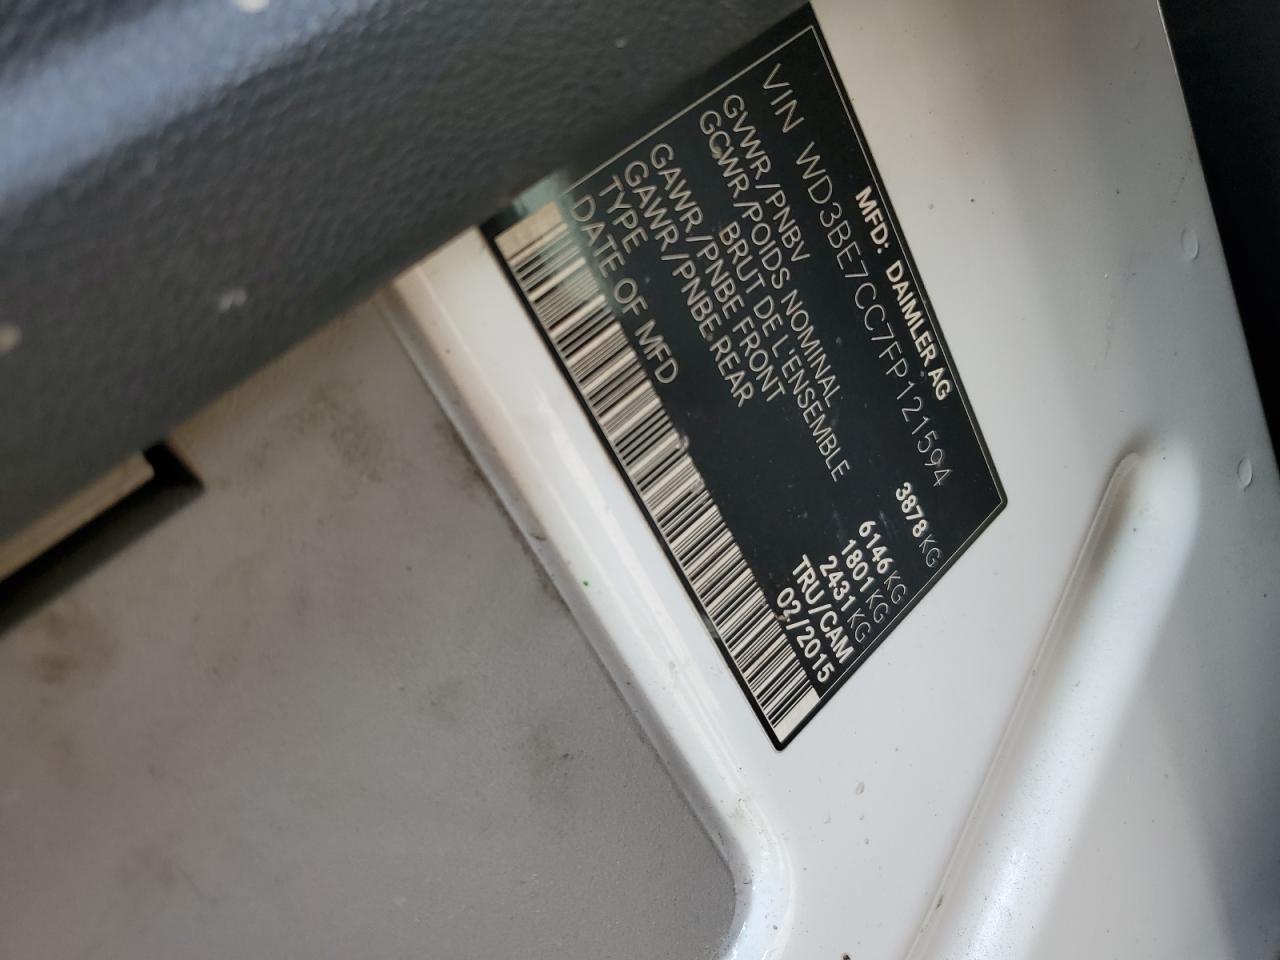 MFD: DAIMLER AG
VIN WD3BE7CC7FP121594
GVWR/PNBV 3878 KG
GCWR/POIDS NOMINAL
BRUT DE L'ENSEMBLE 6146 KG
GAWR/PNBE FRONT 1801 KG
GAWR/PNBE REAR 2431 KG
TYPE TRU/CAM
DATE OF MFD 02/2015